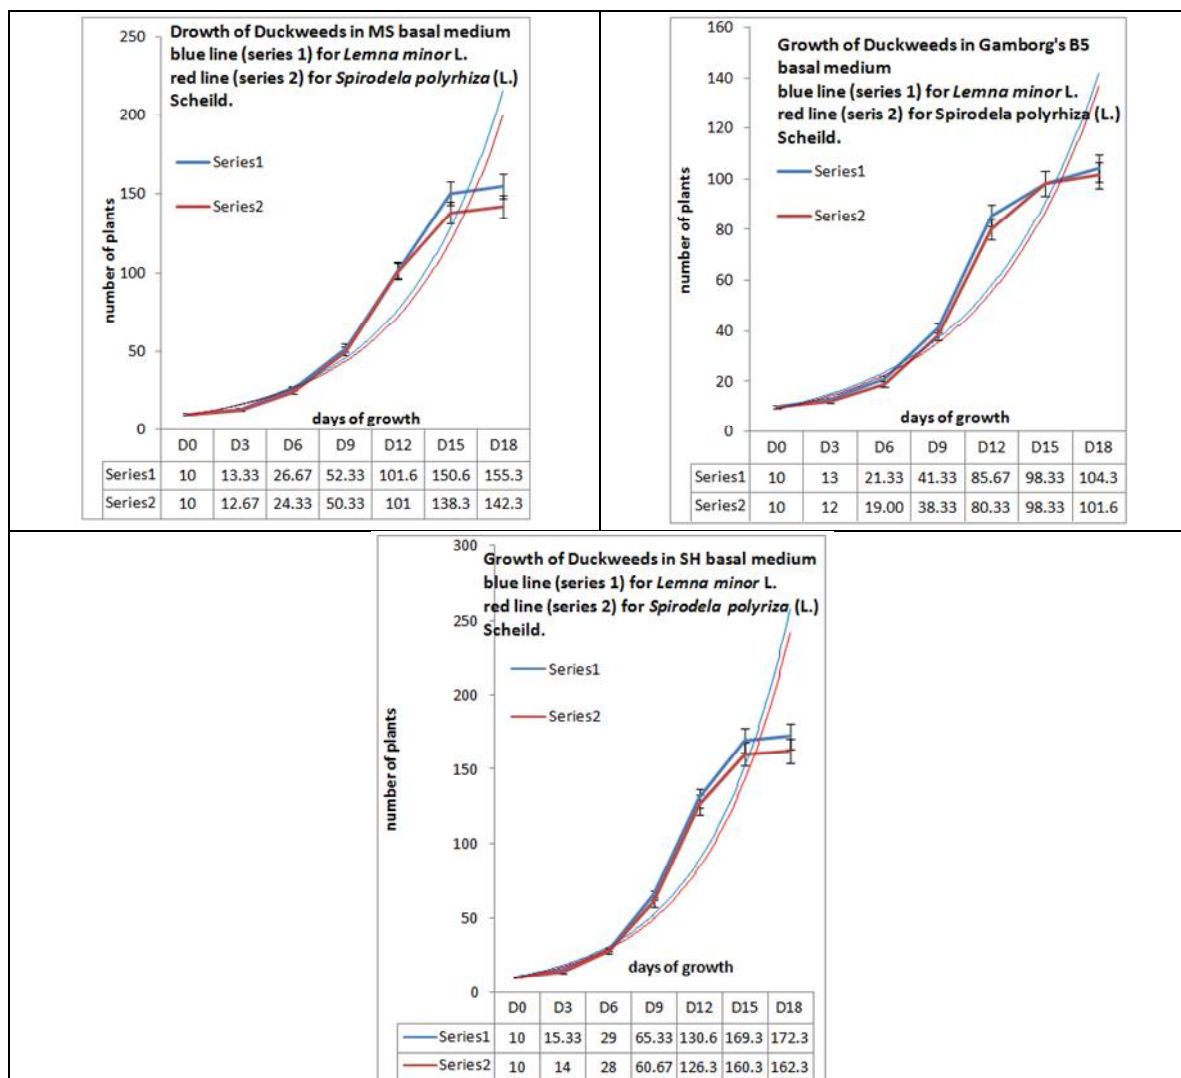 Drowth of Duckweeds in MS basal medium
blue line (series 1) for Lemna minor L.
red line (series 2) for Spirodela polyrhiza (L.)
Scheild.
Series1
Series2
number of plants
250
200
150
100
50
0
days of growth
D0 D3 D6 D9 D12 D15 D18
Series1 10 13.33 26.67 52.33 101.6 150.6 155.3
Series2 10 12.67 24.33 50.33 101 138.3 142.3
Growth of Duckweeds in Gamborg's B5
basal medium
blue line (series 1) for Lemna minor L.
red line (seris 2) for Spirodela polyrhiza (L.)
Scheild.
Series1
Series2
number of plants
160
140
120
100
80
60
40
20
0
days of growth
D0 D3 D6 D9 D12 D15 D18
Series1 10 13 21.33 41.33 85.67 98.33 104.3
Series2 10 12 19.00 38.33 80.33 98.33 101.6
Growth of Duckweeds in SH basal medium
blue line (series 1) for Lemna minor L.
red line (series 2) for Spirodela polyriza (L.)
Scheild.
Series1
Series2
number of plants
300
250
200
150
100
50
0
days of growth
D0 D3 D6 D9 D12 D15 D18
Series1 10 15.33 29 65.33 130.6 169.3 172.3
Series2 10 14 28 60.67 126.3 160.3 162.3